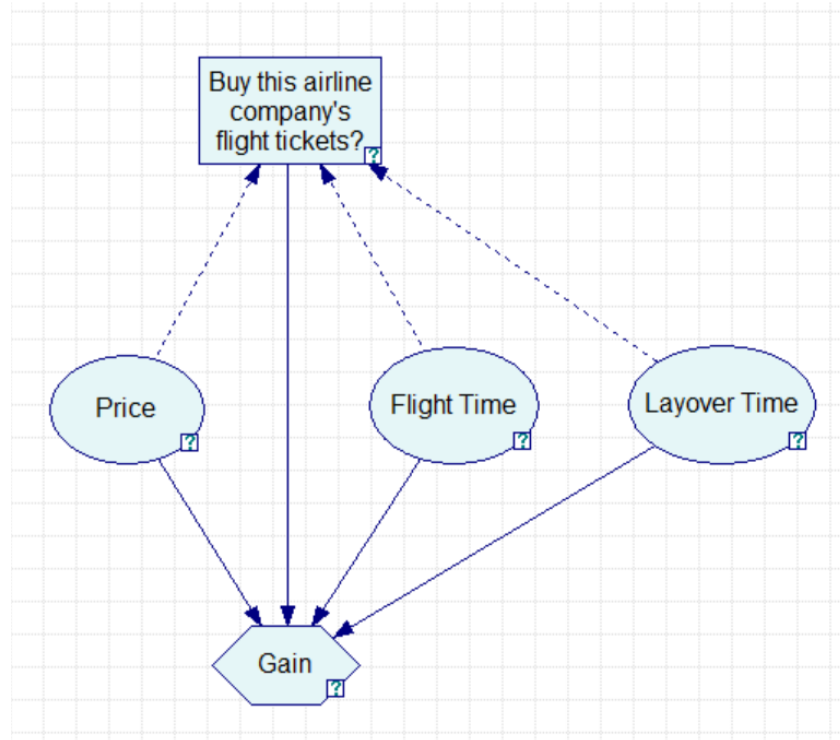 Buy this airline
company's
flight tickets?
?
Price
?
Flight Time
?
Layover Time
?
Gain
?